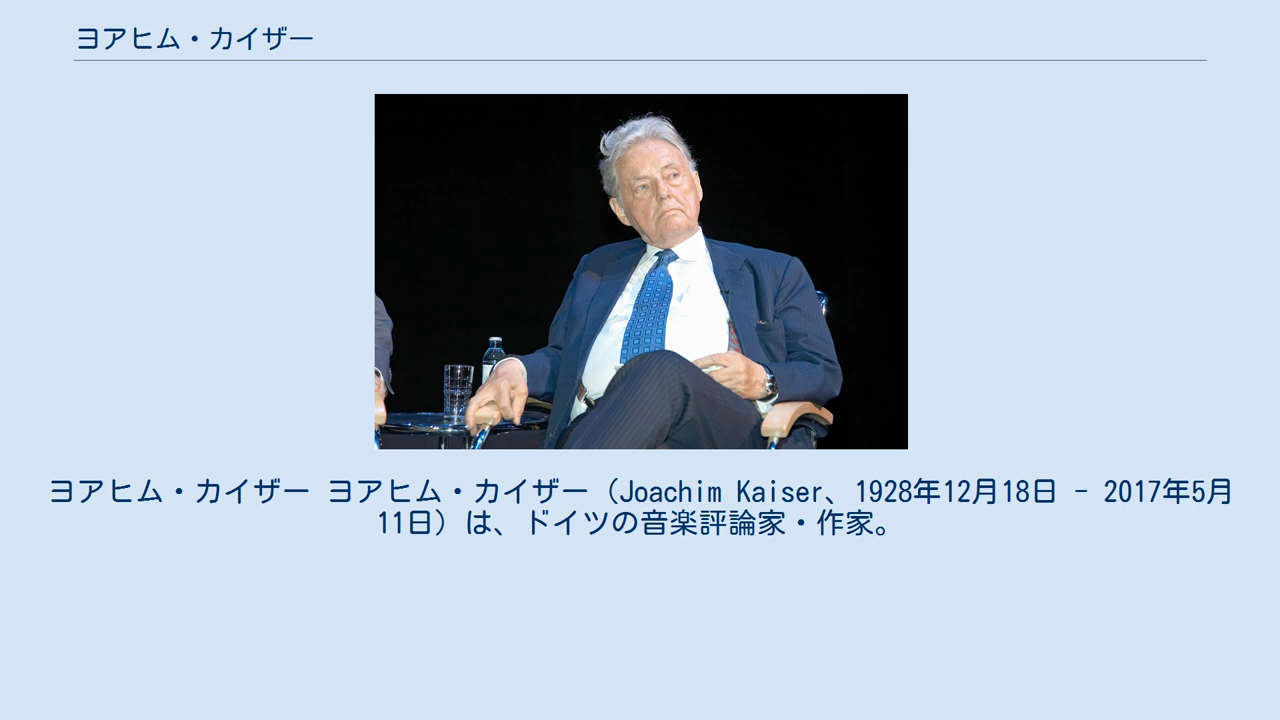 ヨアヒム・カイザー
ヨアヒム・カイザー ヨアヒム・カイザー（Joachim Kaiser、1928年12月18日 - 2017年5月
11日）は、ドイツの音楽評論家・作家。